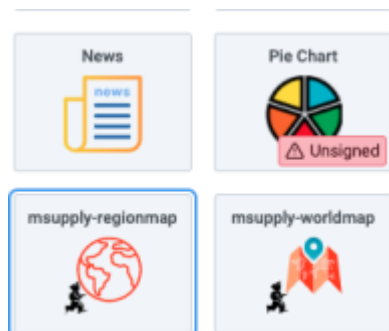 News
Pie Chart
news
Unsigned
msupply-regionmap
msupply-worldmap